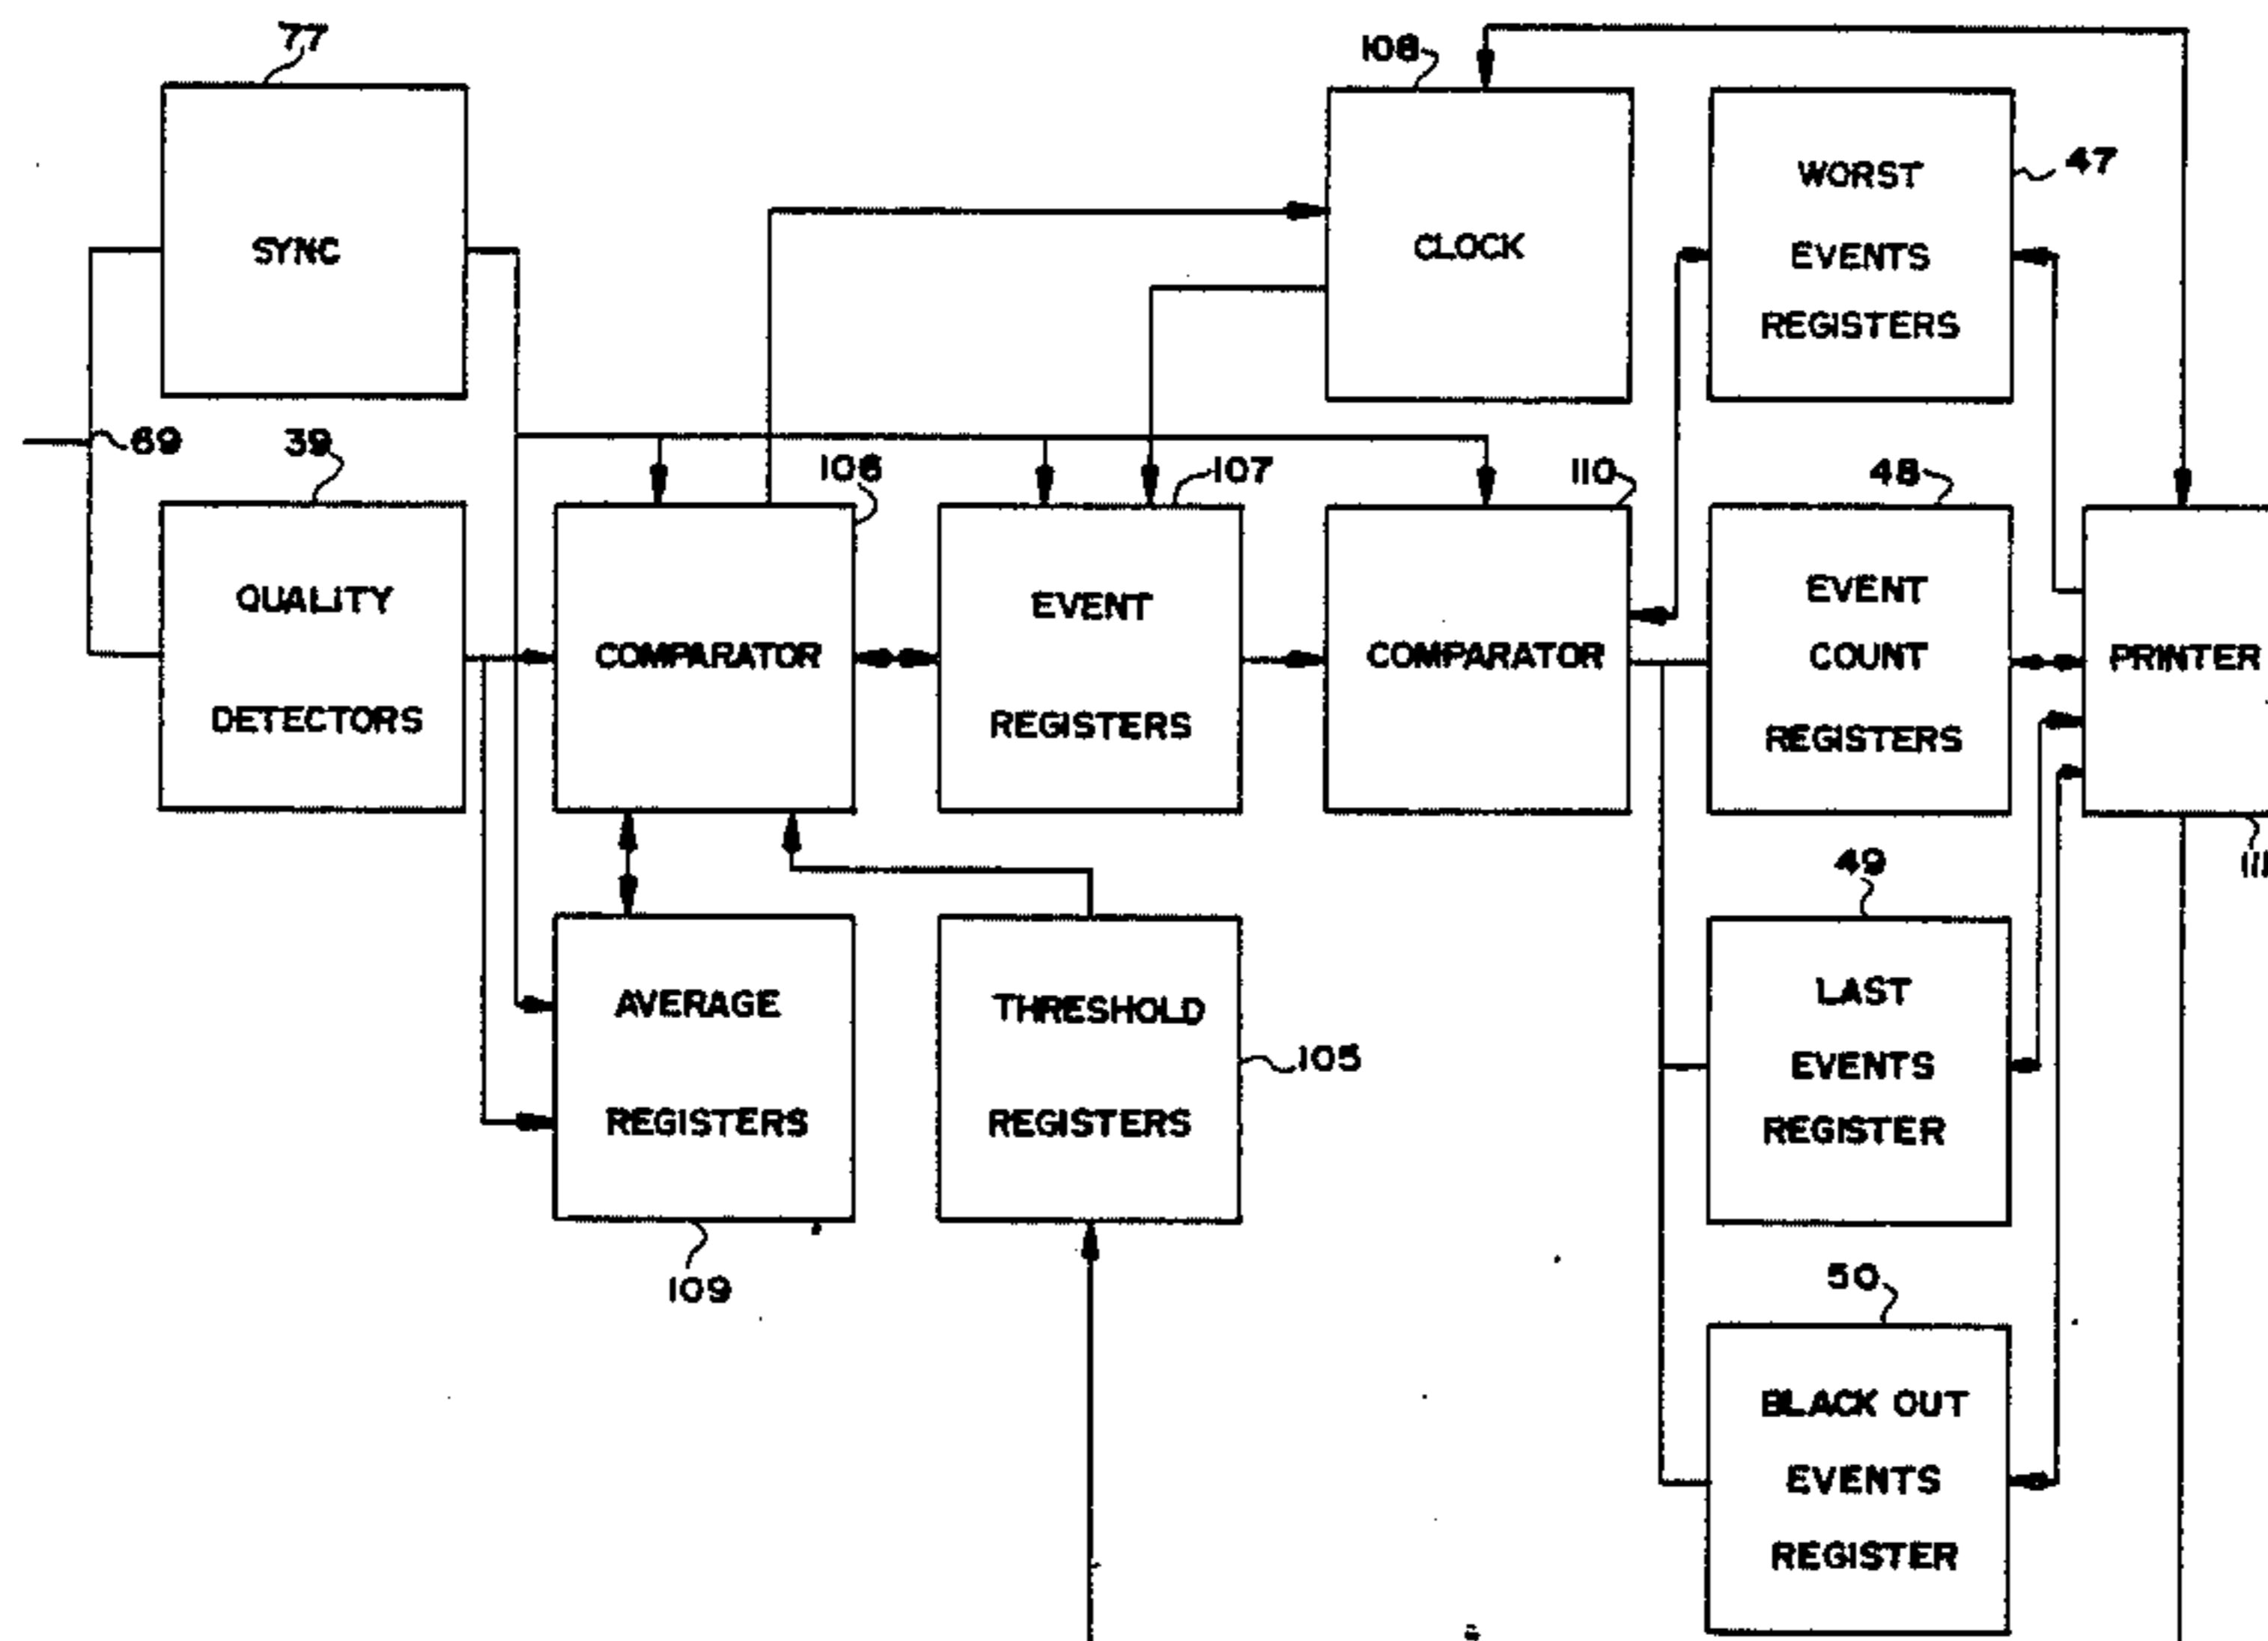 77
SYNC
69
39
QUALITY
DETECTORS
106
COMPARATOR
107
EVENT
REGISTERS
108
CLOCK
110
COMPARATOR
WORST
EVENTS
REGISTERS
47
48
EVENT
COUNT
REGISTERS
PRINTER
111
AVERAGE
REGISTERS
109
THRESHOLD
REGISTERS
105
49
LAST
EVENTS
REGISTER
50
BLACK OUT
EVENTS
REGISTER